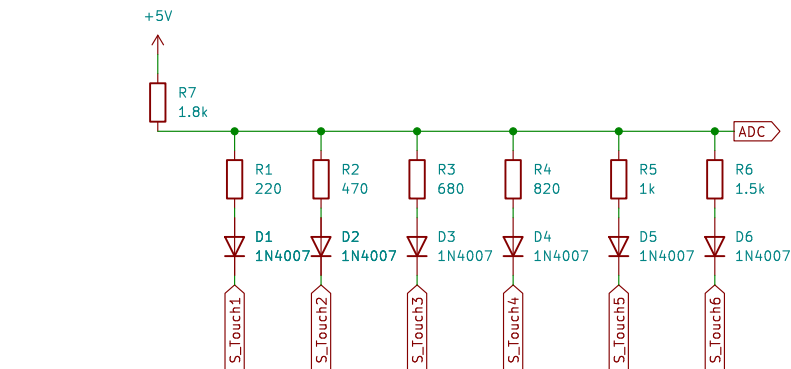 +5V
R7
1.8k
ADC
R1
220
R2
470
R3
680
R4
820
R5
1k
R6
1.5k
D1
1N4007
D2
1N4007
D3
1N4007
D4
1N4007
D5
1N4007
D6
1N4007
S_Touch1
S_Touch2
S_Touch3
S_Touch4
S_Touch5
S_Touch6